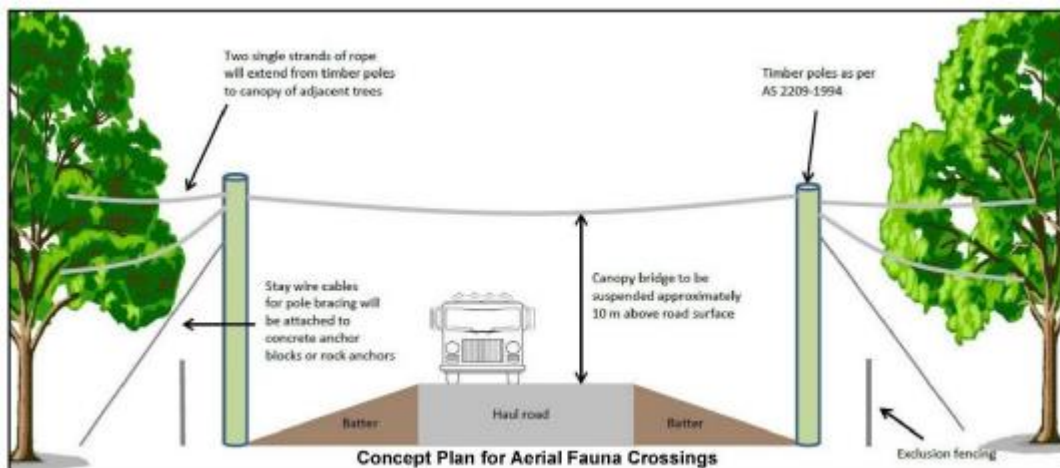 Two single strands of rope
will extend from timber poles
to canopy of adjacent trees
Timber poles as per
AS 2209-1994
Stay wire cables
for pole bracing will
be attached to
concrete anchor
blocks or rock anchors
Canopy bridge to be
suspended approximately
10 m above road surface
Batter
Haul road
Batter
Exclusion fencing
Concept Plan for Aerial Fauna Crossings